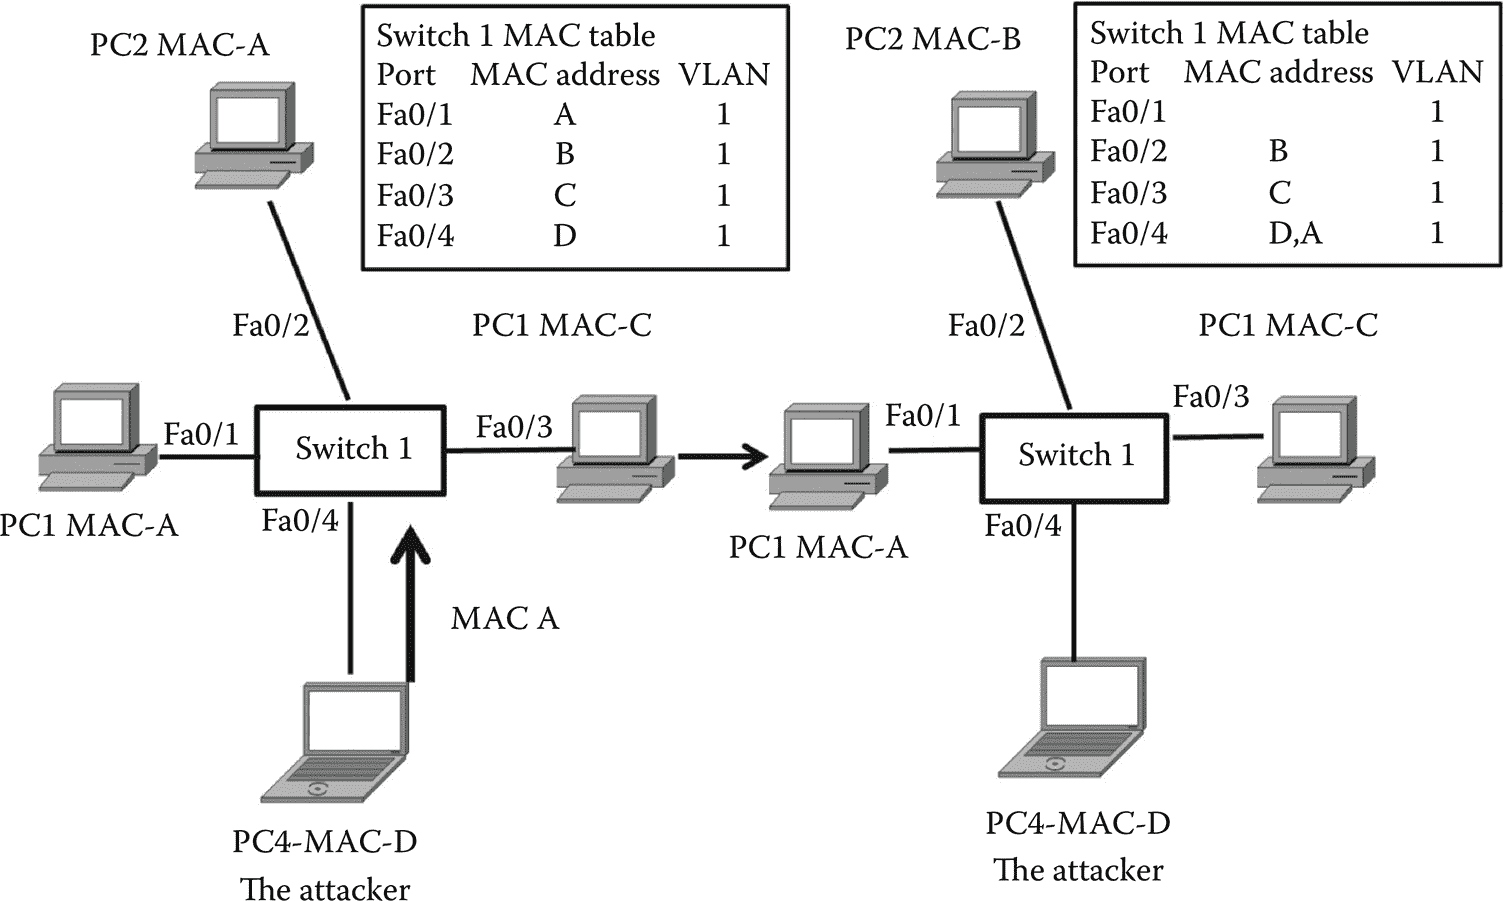 PC2 MAC-A
Switch 1 MAC table
Port MAC address VLAN
Fa0/1 A 1
Fa0/2 B 1
Fa0/3 C 1
Fa0/4 D 1
Fa0/2
PC1 MAC-C
Fa0/1
Switch 1
Fa0/3
PC1 MAC-A
Fa0/4
MAC A
PC4-MAC-D
The attacker
PC2 MAC-B
Switch 1 MAC table
Port MAC address VLAN
Fa0/1 1
Fa0/2 B 1
Fa0/3 C 1
Fa0/4 D,A 1
Fa0/2
PC1 MAC-C
Fa0/1
Fa0/3
Switch 1
PC1 MAC-A
Fa0/4
PC4-MAC-D
The attacker